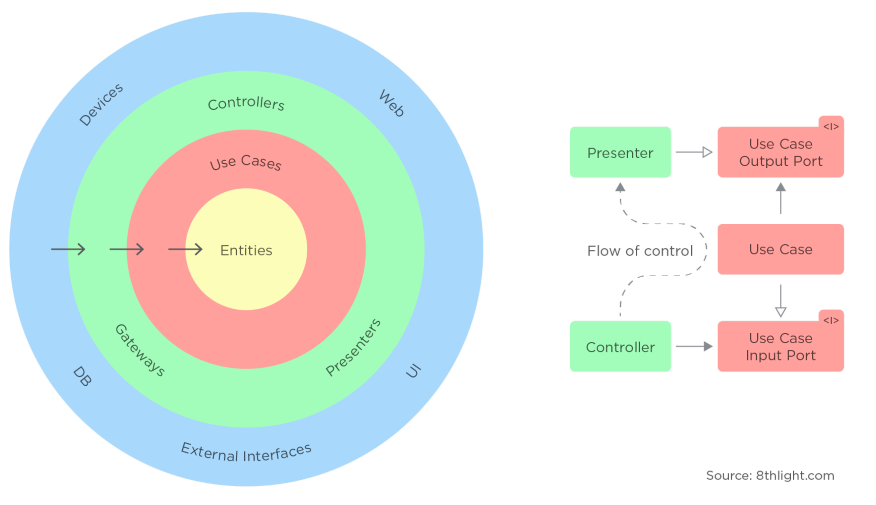 Devices
Web
Controllers
Use Cases
Entities
Gateways
Presenters
DB
UI
External Interfaces
Presenter
<I>
Use Case
Output Port
Flow of control
Use Case
Controller
<I>
Use Case
Input Port
Source: 8thlight.com